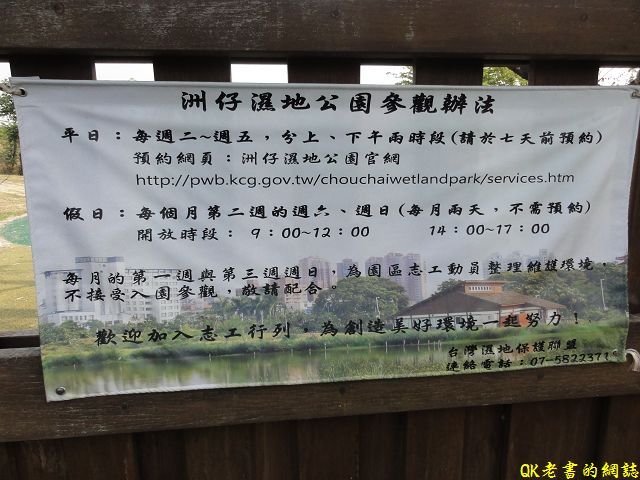 洲仔濕地公園參觀辦法
平日：每週二~週五，分上、下午兩時段(請於七天前預約)
預約網頁：洲仔濕地公園官網
http://pwb.kcg.gov.tw/chouchaiwetlandpark/services.htm
假日：每個月第二週的週六、週日(每月兩天，不需預約)
開放時段： 9：00~12：00 14：00~17：00
每月的第一週與第三週週日，為園區志工動員整理維護環境
不接受入園參觀，敬請配合
歡迎加入志工行列，為創造美好環境一起努力！
台灣濕地保護聯盟
連絡電話：07-5822371
QK老書的網誌